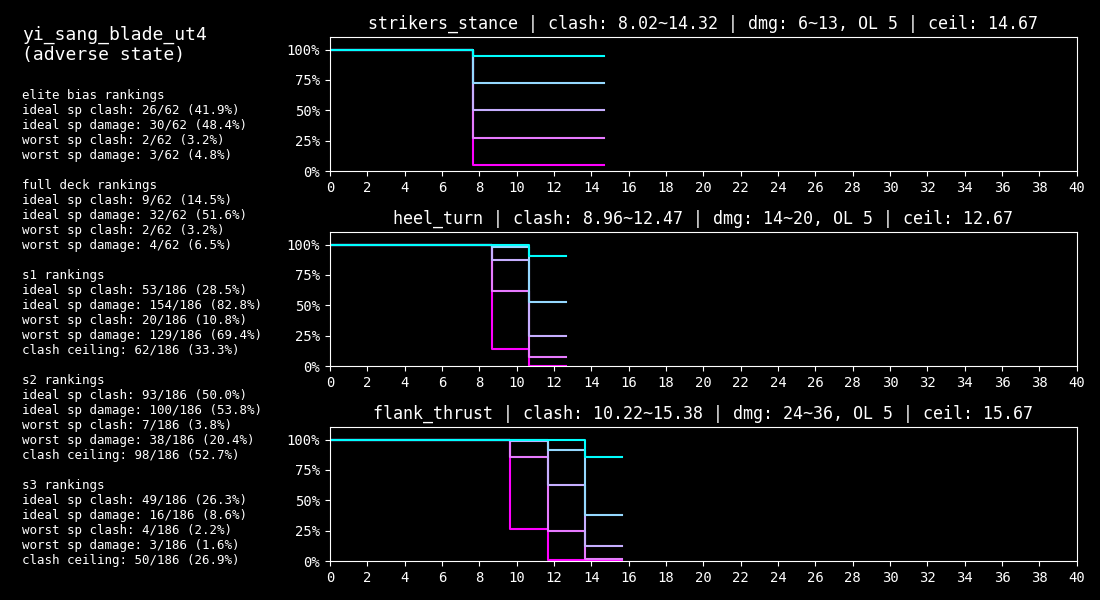 yi_sang_blade_ut4
(adverse state)
elite bias rankings
ideal sp clash: 26/62 (41.9%)
ideal sp damage: 30/62 (48.4%)
worst sp clash: 2/62 (3.2%)
worst sp damage: 3/62 (4.8%)
full deck rankings
ideal sp clash: 9/62 (14.5%)
ideal sp damage: 32/62 (51.6%)
worst sp clash: 2/62 (3.2%)
worst sp damage: 4/62 (6.5%)
s1 rankings
ideal sp clash: 53/186 (28.5%)
ideal sp damage: 154/186 (82.8%)
worst sp clash: 20/186 (10.8%)
worst sp damage: 129/186 (69.4%)
clash ceiling: 62/186 (33.3%)
s2 rankings
ideal sp clash: 93/186 (50.0%)
ideal sp damage: 100/186 (53.8%)
worst sp clash: 7/186 (3.8%)
worst sp damage: 38/186 (20.4%)
clash ceiling: 98/186 (52.7%)
s3 rankings
ideal sp clash: 49/186 (26.3%)
ideal sp damage: 16/186 (8.6%)
worst sp clash: 4/186 (2.2%)
worst sp damage: 3/186 (1.6%)
clash ceiling: 50/186 (26.9%)
strikers_stance | clash: 8.02~14.32 | dmg: 6~13, OL 5 | ceil: 14.67
100%
75%
50%
25%
0%
0 2 4 6 8 10 12 14 16 18 20 22 24 26 28 30 32 34 36 38 40
heel_turn | clash: 8.96~12.47 | dmg: 14~20, OL 5 | ceil: 12.67
100%
75%
50%
25%
0%
0 2 4 6 8 10 12 14 16 18 20 22 24 26 28 30 32 34 36 38 40
flank_thrust | clash: 10.22~15.38 | dmg: 24~36, OL 5 | ceil: 15.67
100%
75%
50%
25%
0%
0 2 4 6 8 10 12 14 16 18 20 22 24 26 28 30 32 34 36 38 40